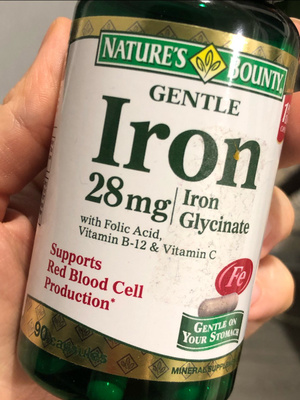 NATURE'S BOUNTY
GENTLE
Iron
28mg Iron
Glycinate
with Folic Acid,
Vitamin B-12 & Vitamin C
Supports
Red Blood Cell
Production*
Fe
GENTLE ON
YOUR STOMACH
90